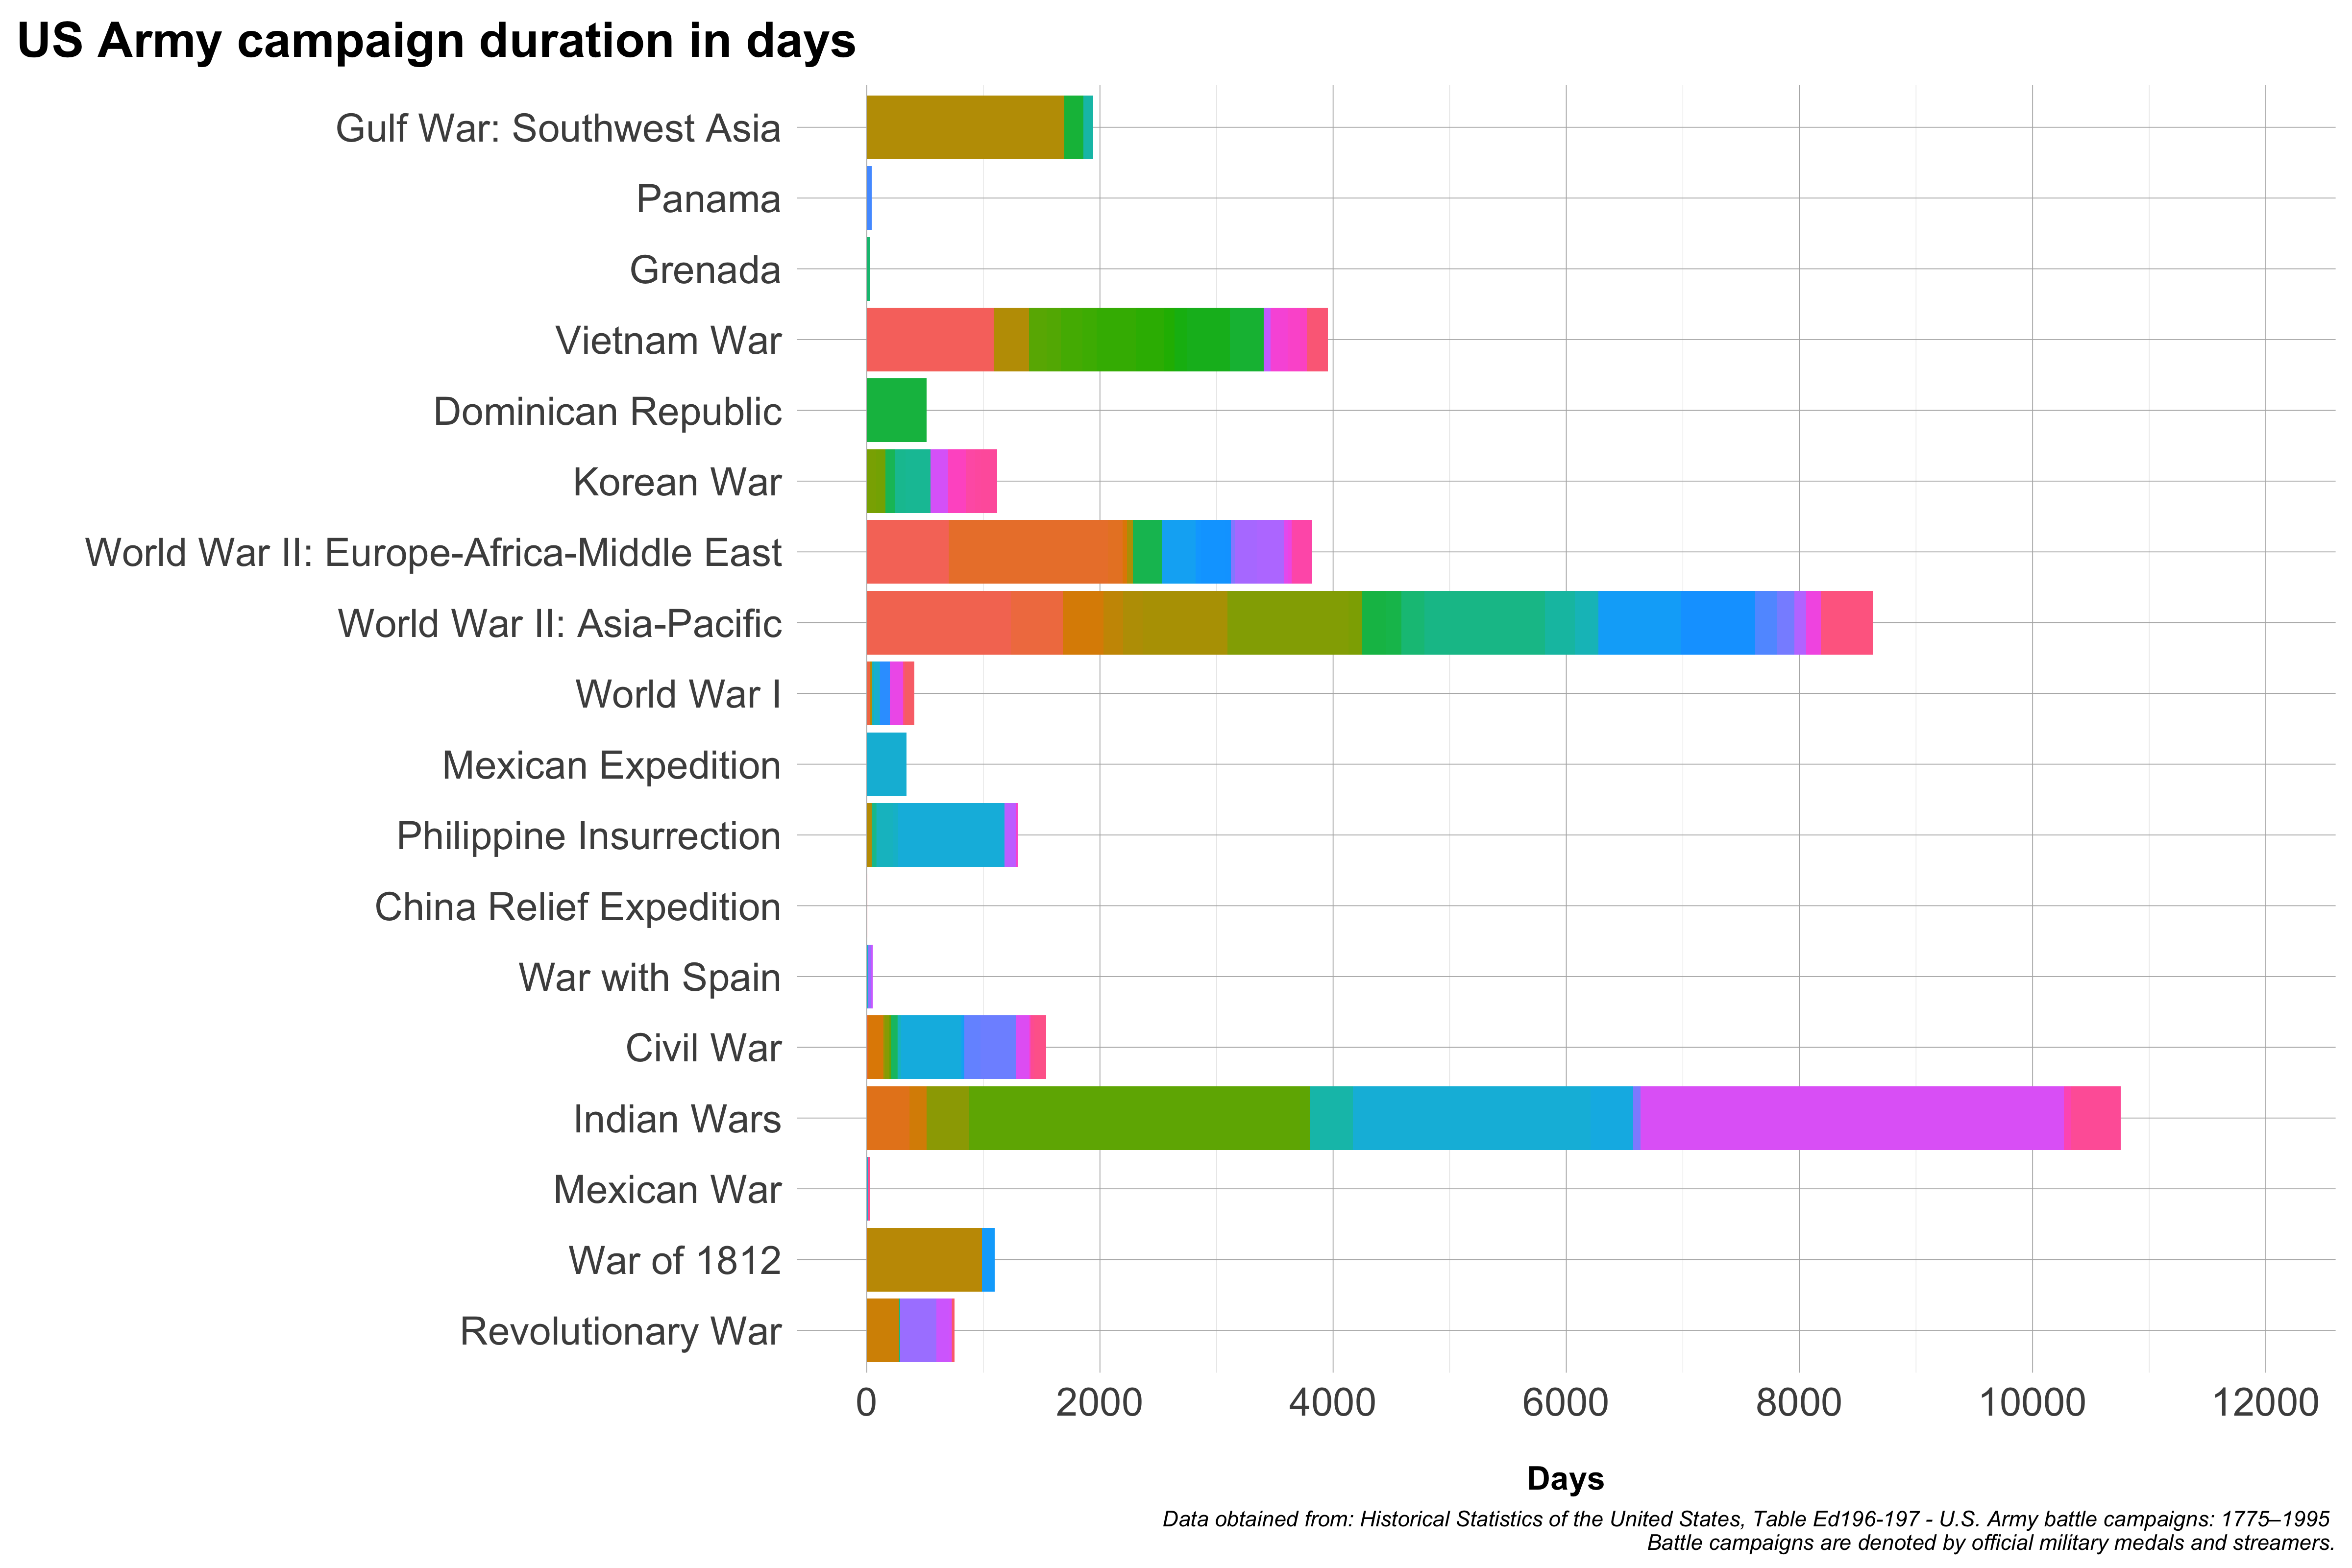 US Army campaign duration in days
Gulf War: Southwest Asia
Panama
Grenada
Vietnam War
Dominican Republic
Korean War
World War II: Europe-Africa-Middle East
World War II: Asia-Pacific
World War I
Mexican Expedition
Philippine Insurrection
China Relief Expedition
War with Spain
Civil War
Indian Wars
Mexican War
War of 1812
Revolutionary War
0 2000 4000 6000 8000 10000 12000
Days
Data obtained from: Historical Statistics of the United States, Table Ed196-197 - U.S. Army battle campaigns: 1775–1995
Battle campaigns are denoted by official military medals and streamers.